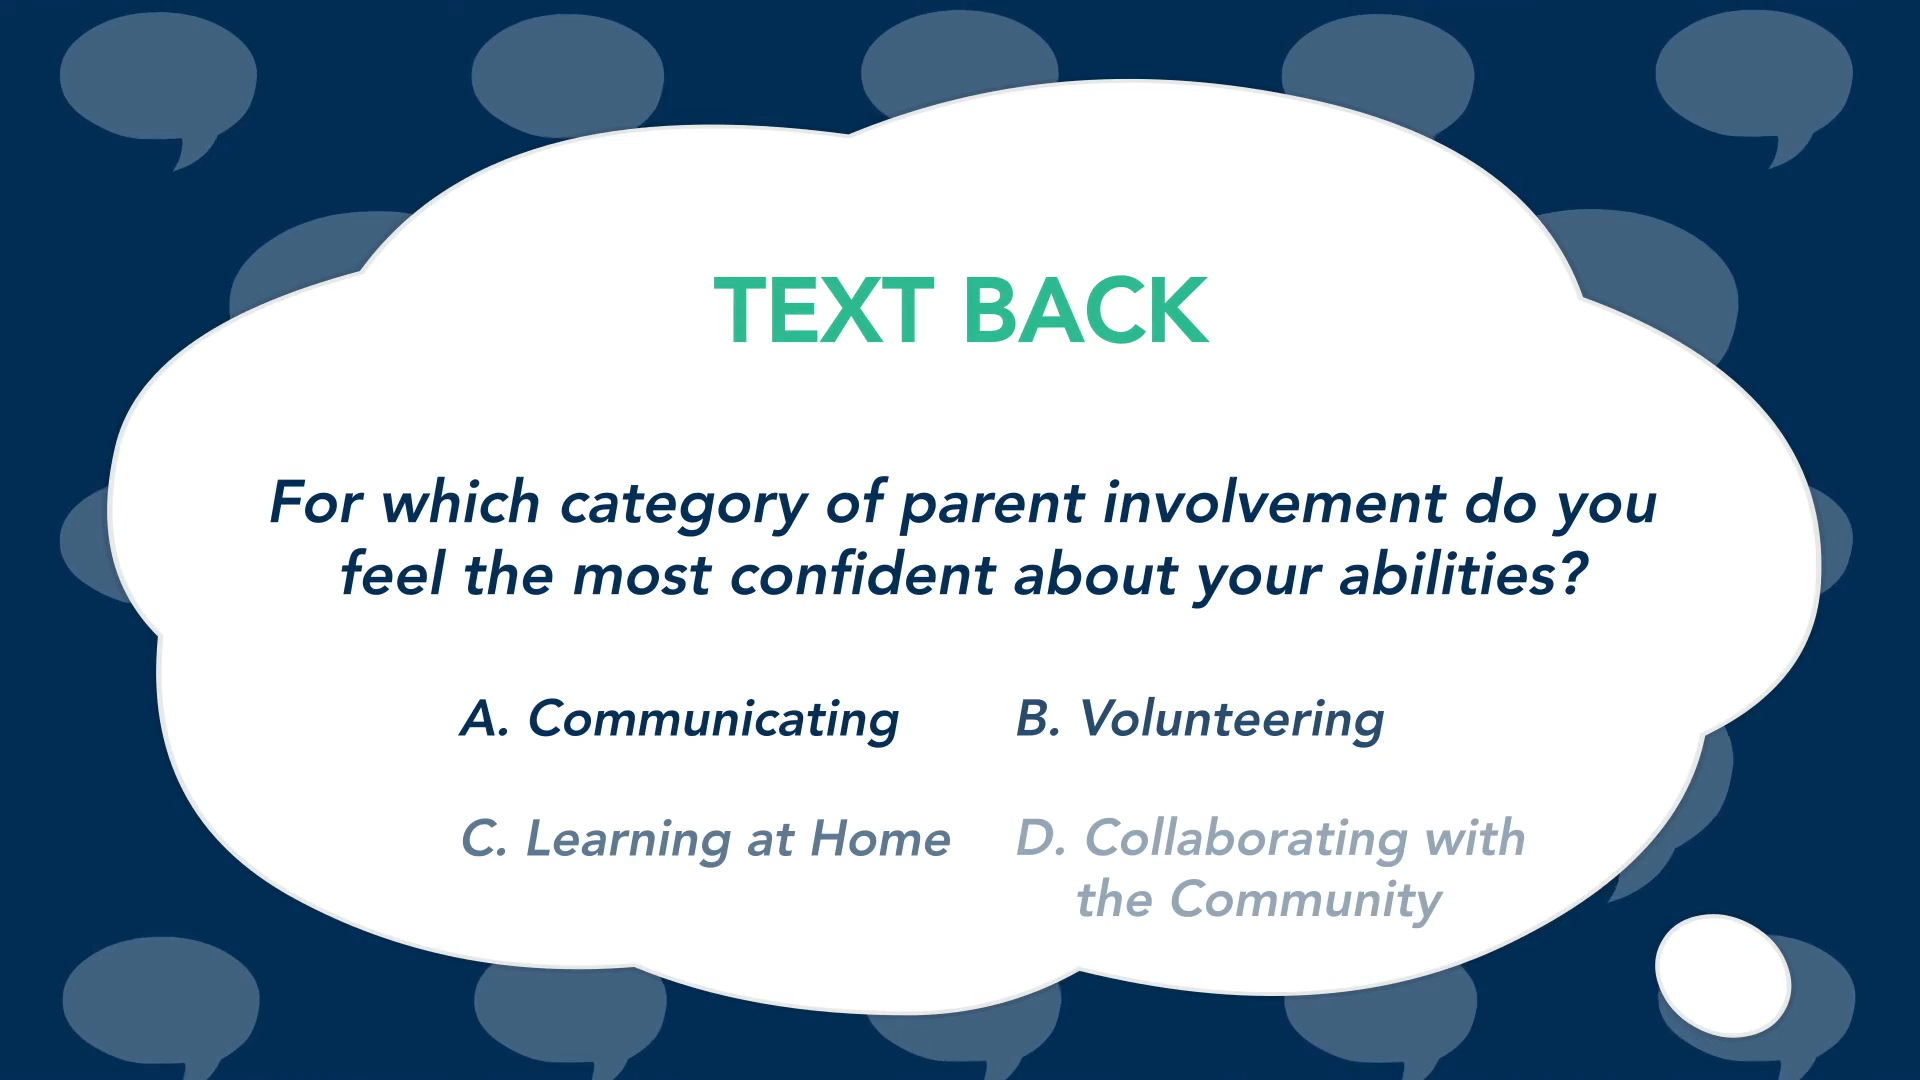 TEXT BACK
For which category of parent involvement do you
feel the most confident about your abilities?
A. Communicating
B. Volunteering
C. Learning at Home
D. Collaborating with
the Community